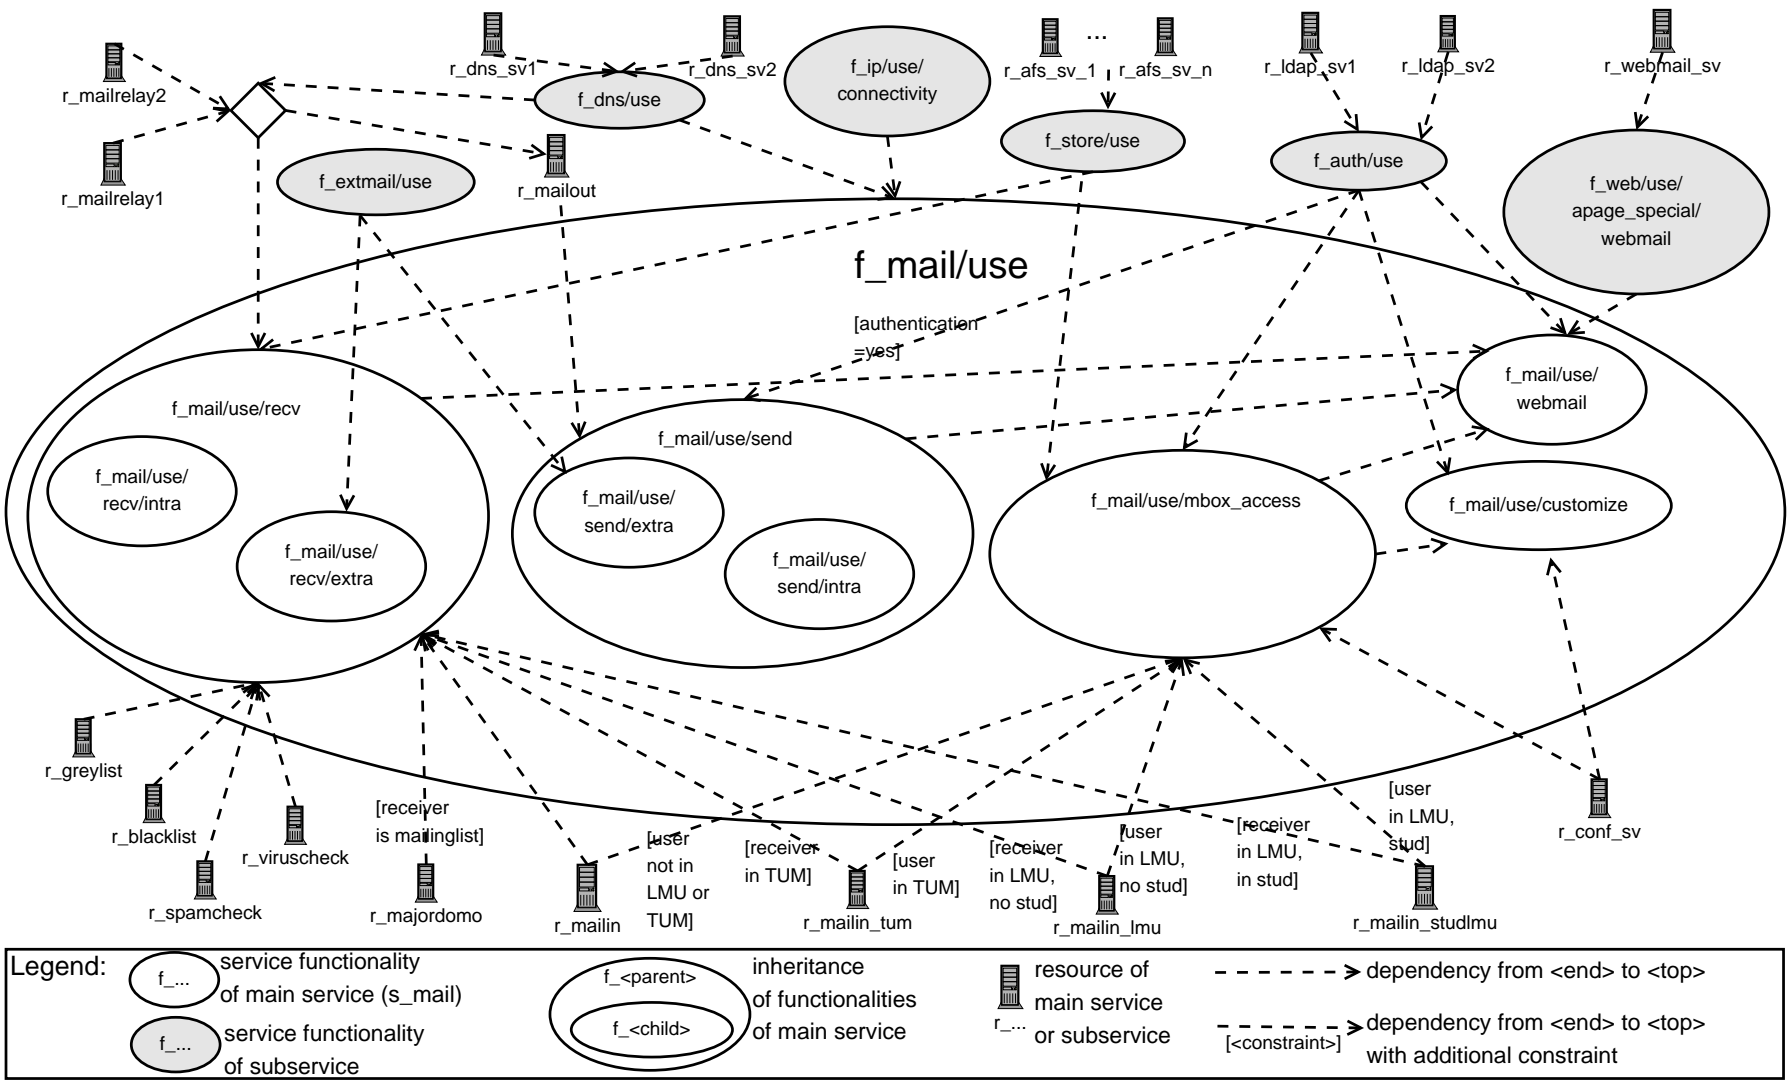 r_mailrelay2
r_dns_sv1
r_dns_sv2
f_dns/use
f_ip/use/
connectivity
...
r_afs_sv_1
r_afs_sv_n
r_ldap_sv1
r_ldap_sv2
r_webmail_sv
r_mailrelay1
f_extmail/use
r_mailout
f_store/use
f_auth/use
f_web/use/
apage_special/
webmail
f_mail/use
[authentication
=yes]
f_mail/use/recv
f_mail/use/
recv/intra
f_mail/use/
recv/extra
f_mail/use/send
f_mail/use/
send/extra
f_mail/use/
send/intra
f_mail/use/mbox_access
f_mail/use/
webmail
f_mail/use/customize
r_greylist
r_blacklist
r_viruscheck
r_spamcheck
[receiver
is mailinglist]
r_majordomo
r_mailin
[user
not in
LMU or
TUM]
[receiver
in TUM]
r_mailin_tum
[user
in TUM]
[receiver
in LMU,
no stud]
r_mailin_lmu
[user
in LMU,
no stud]
[receiver
in LMU,
in stud]
[user
in LMU,
stud]
r_mailin_studlmu
r_conf_sv
Legend:
f_...
service functionality
of main service (s_mail)
f_...
service functionality
of subservice
f_<parent>
f_<child>
inheritance
of functionalities
of main service
r_...
resource of
main service
or subservice
dependency from <end> to <top>
[<constraint>]
dependency from <end> to <top>
with additional constraint